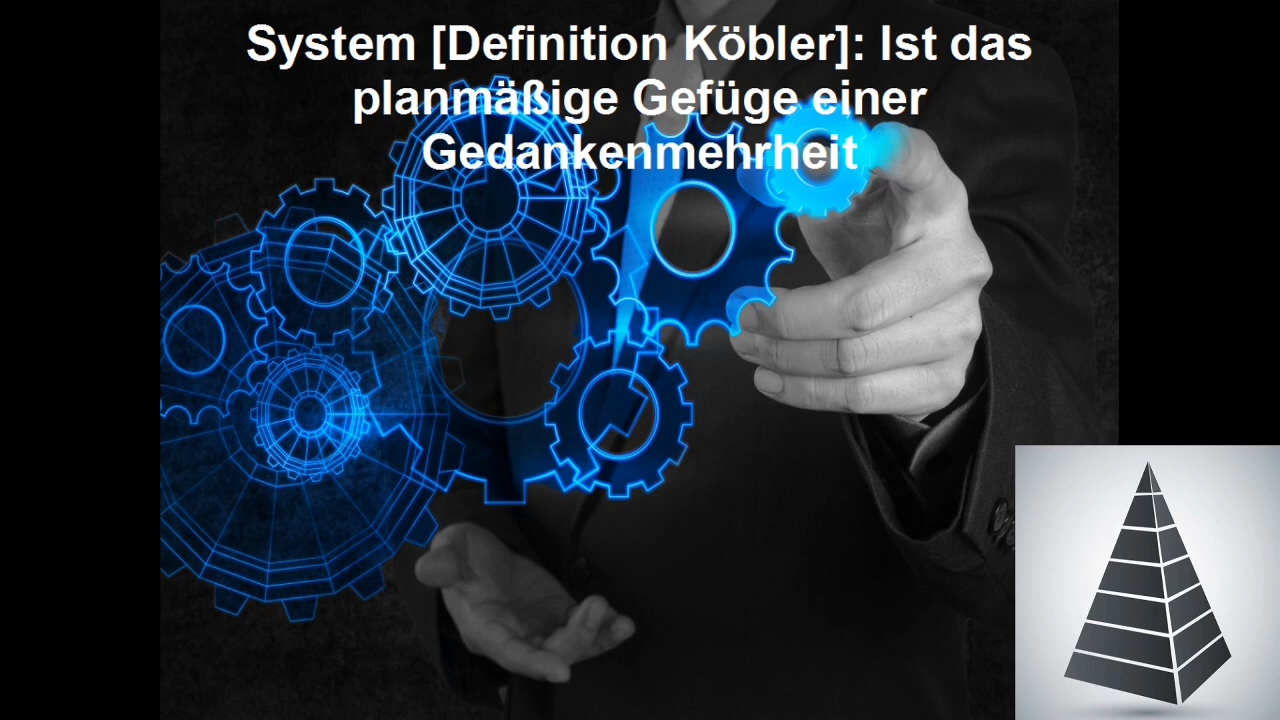 System [Definition Köbler]: Ist das
planmäßige Gefüge einer
Gedankenmehrheit